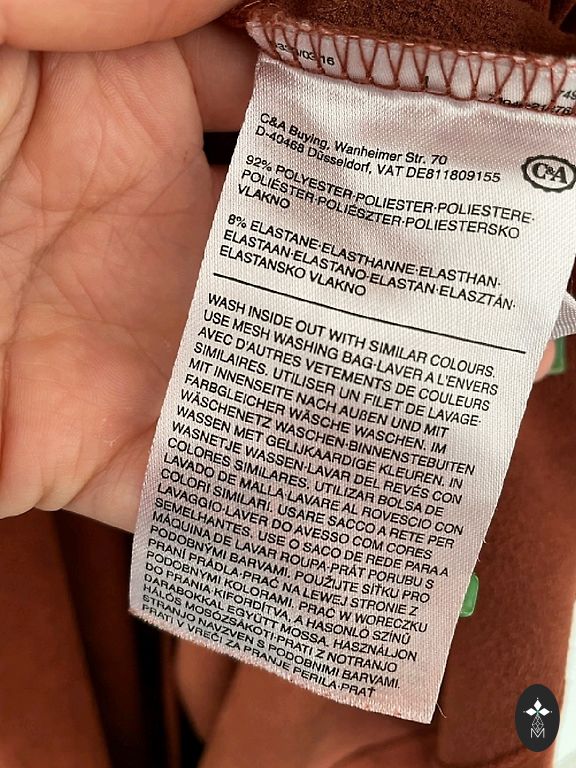 C&A Buying, Wanheimer Str. 70
D-40468 Düsseldorf, VAT DE811809155
C&A
92% POLYESTER·POLIESTER·POLIESTERE·
POLIÉSTER·POLIÉSZTER·POLIESTERSKO
VLAKNO
8% ELASTANE·ELASTHANNE·ELASTHAN·
ELASTAAN·ELASTANO·ELASTAN·ELASZTÁN·
ELASTANSKO VLAKNO
WASH INSIDE OUT WITH SIMILAR COLOURS.
USE MESH WASHING BAG·LAVER A L'ENVERS
AVEC D'AUTRES VETEMENTS DE COULEURS
SIMILAIRES. UTILISER UN FILET DE LAVAGE·
MIT INNENSEITE NACH AUßEN UND MIT
FARBGLEICHER WÄSCHE WASCHEN. IM
WÄSCHENETZ WASCHEN·BINNENSTEBUITEN
WASSEN MET GELIJKAARDIGE KLEUREN. IN
WASNETJE WASSEN·LAVAR DEL REVÉS CON
COLORES SIMILARES. UTILIZAR BOLSA DE
LAVADO DE MALLA·LAVARE AL ROVESCIO CON
COLORI SIMILARI. USARE SACCO A RETE PER
LAVAGGIO·LAVER DO AVESSO COM CORES
SEMELHANTES. USE O SACO DE REDE PARA A
MÁQUINA DE LAVAR ROUPA·PRÁT PORUBU S
PODOBNÝMI BARVAMI. POUŽIJTE SÍTKU PRO
PRANÍ PRÁDLA·PRAĆ NA LEWEJ STRONIE Z
PODOBNYMI KOLORAMI. PRAĆ W WORECZKU
DO PRANIA·KIFORDÍTVA, A HASONLÓ SZÍNŰ
DARABOKKAL EGYÜTT MOSSA. HASZNÁLJON
HÁLÓS MOSÓZSÁKOT!·PRATI Z NOTRANJO
STRANJO NAVZVEN S PODOBNIMI BARVAMI.
PRATI V VREČI ZA PRANJE PERILA·PRAŤ